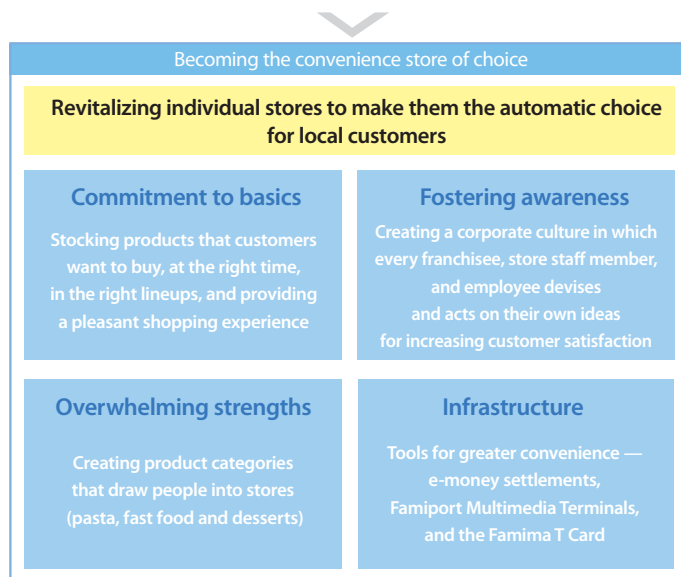 Becoming the convenience store of choice
Revitalizing individual stores to make them the automatic choice
for local customers
Commitment to basics
Stocking products that customers
want to buy, at the right time,
in the right lineups, and providing
a pleasant shopping experience
Fostering awareness
Creating a corporate culture in which
every franchisee, store staff member,
and employee devises
and acts on their own ideas
for increasing customer satisfaction
Overwhelming strengths
Creating product categories
that draw people into stores
(pasta, fast food and desserts)
Infrastructure
Tools for greater convenience —
e-money settlements,
Famiport Multimedia Terminals,
and the Famima T Card